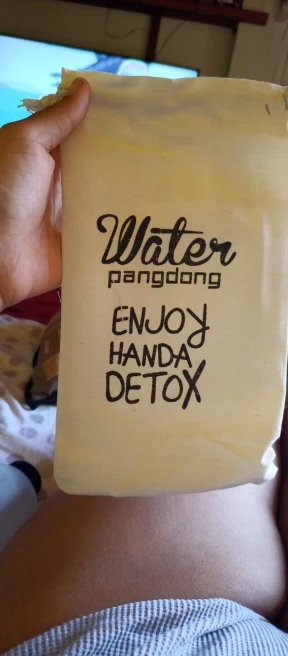 Water
pangdong
ENJOY
HANDA
DETOX